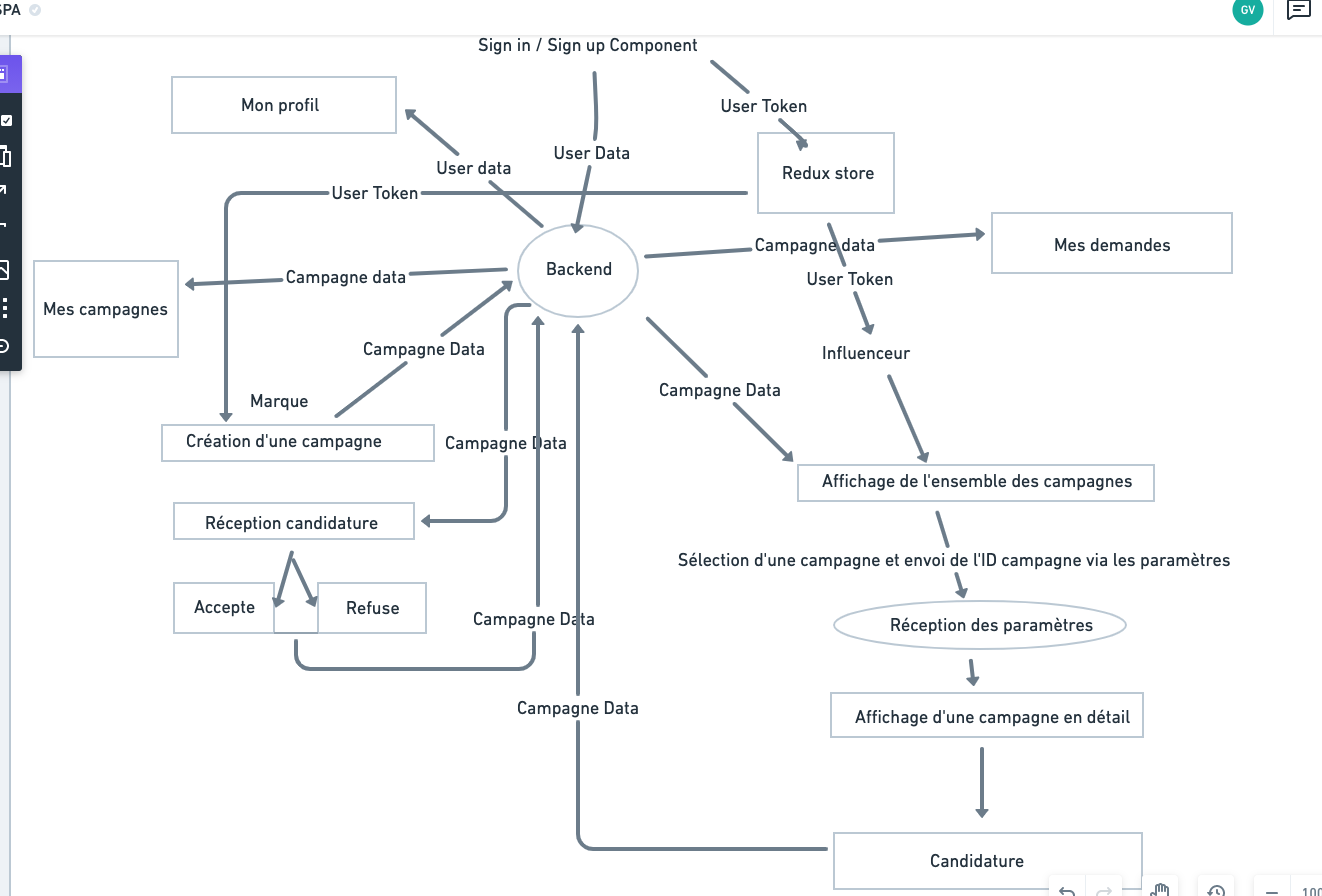 SPA
GV
Sign in / Sign up Component
Mon profil
User Token
User Data
User data
Redux store
User Token
Campagne data
Mes demandes
Backend
Campagne data
User Token
Mes campagnes
Campagne Data
Influenceur
Campagne Data
Marque
Création d'une campagne
Campagne Data
Affichage de l'ensemble des campagnes
Réception candidature
Sélection d'une campagne et envoi de l'ID campagne via les paramètres
Accepte
Refuse
Campagne Data
Réception des paramètres
Campagne Data
Affichage d'une campagne en détail
Candidature